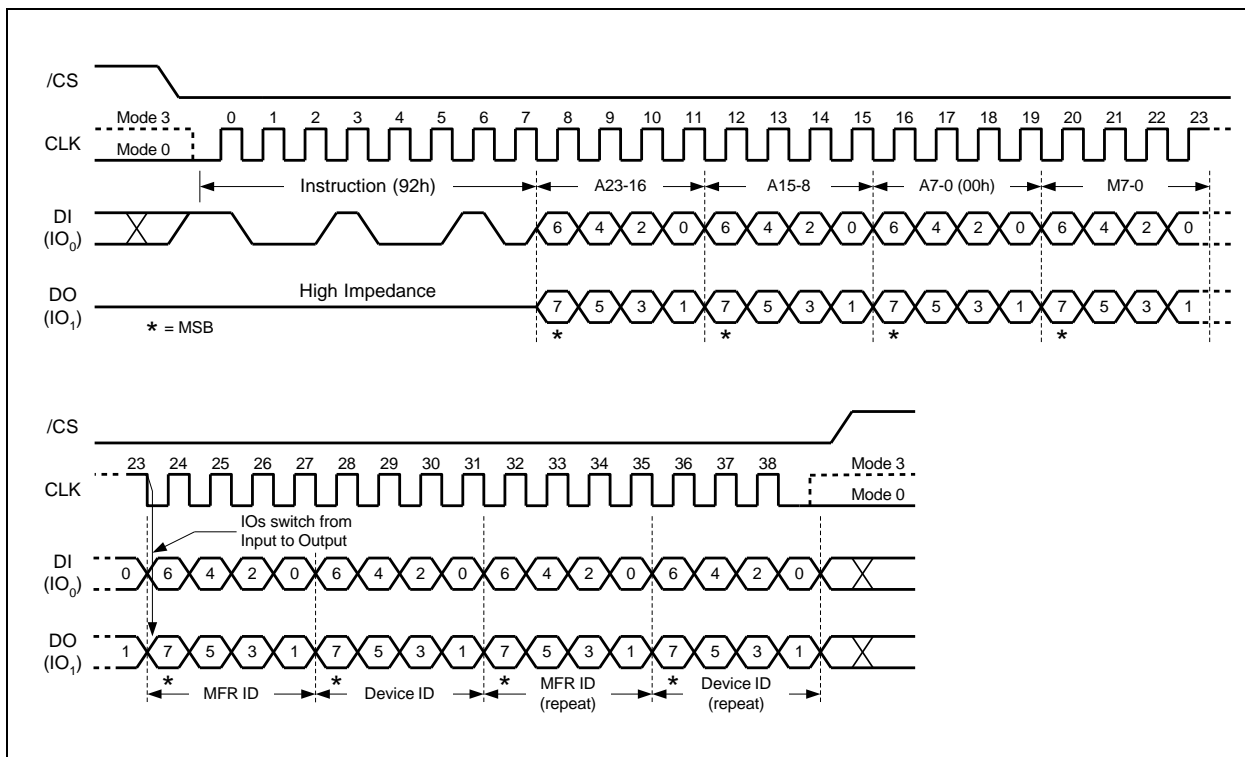 /CS
Mode 3 0 1 2 3 4 5 6 7 8 9 10 11 12 13 14 15 16 17 18 19 20 21 22 23
CLK
Mode 0
Instruction (92h) A23-16 A15-8 A7-0 (00h) M7-0
DI
(IO0) 6 4 2 0 6 4 2 0 6 4 2 0 6 4 2 0
High Impedance
DO
(IO1) 7 5 3 1 7 5 3 1 7 5 3 1 7 5 3 1
* = MSB * * * *
/CS
23 24 25 26 27 28 29 30 31 32 33 34 35 36 37 38 Mode 3
CLK
Mode 0
IOs switch from
Input to Output
DI
(IO0) 0 6 4 2 0 6 4 2 0 6 4 2 0 6 4 2 0
DO
(IO1) 1 7 5 3 1 7 5 3 1 7 5 3 1 7 5 3 1
* * * *
MFR ID Device ID MFR ID Device ID
(repeat) (repeat)